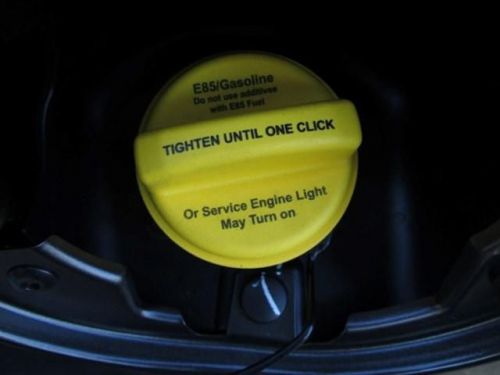 E85/Gasoline
Do not use additives
with E85 Fuel
TIGHTEN UNTIL ONE CLICK
Or Service Engine Light
May Turn on